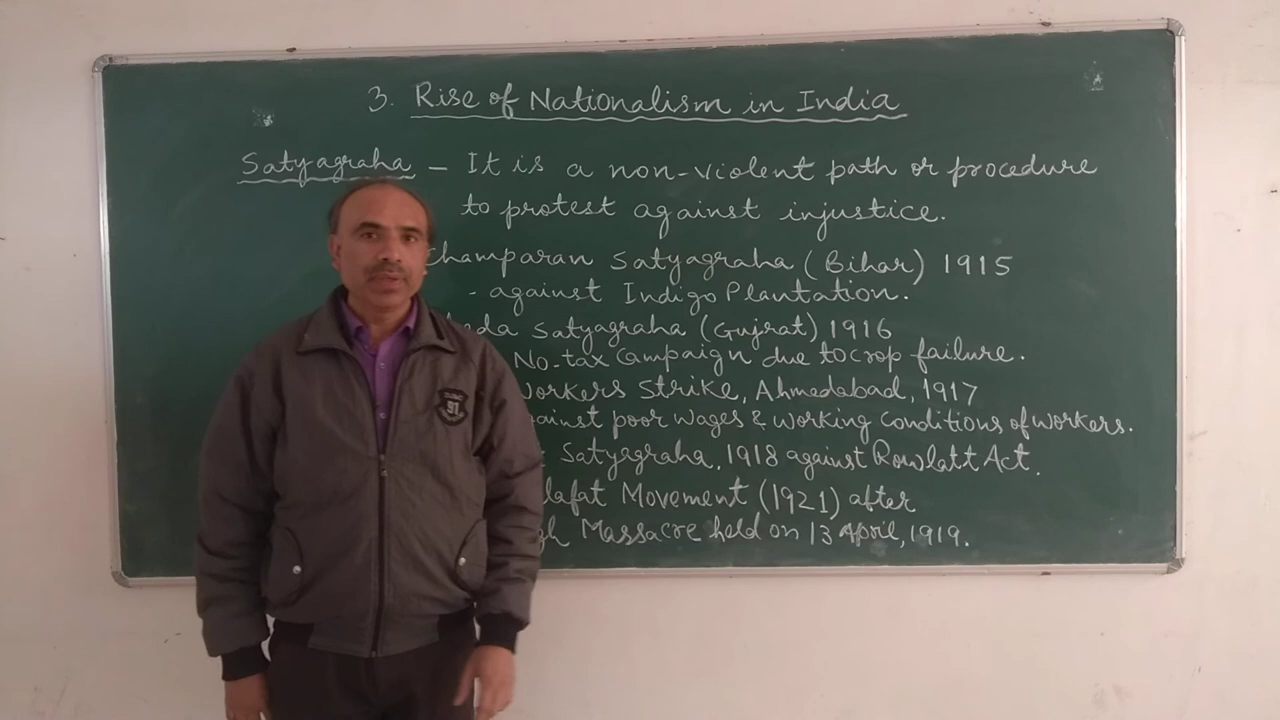 3. Rise of Nationalism in India
Satyagraha – It is a non-violent path or procedure
to protest against injustice.
Champaran Satyagraha (Bihar) 1915
- against Indigo Plantation.
Satyagraha (Gujrat) 1916
No-tax Campaign due to crop failure.
Workers Strike, Ahmedabad, 1917
poor wages & working conditions of workers.
Satyagraha, 1918 against Rowlatt Act.
Movement (1921) after
Massacre held on 13 April, 1919.
91